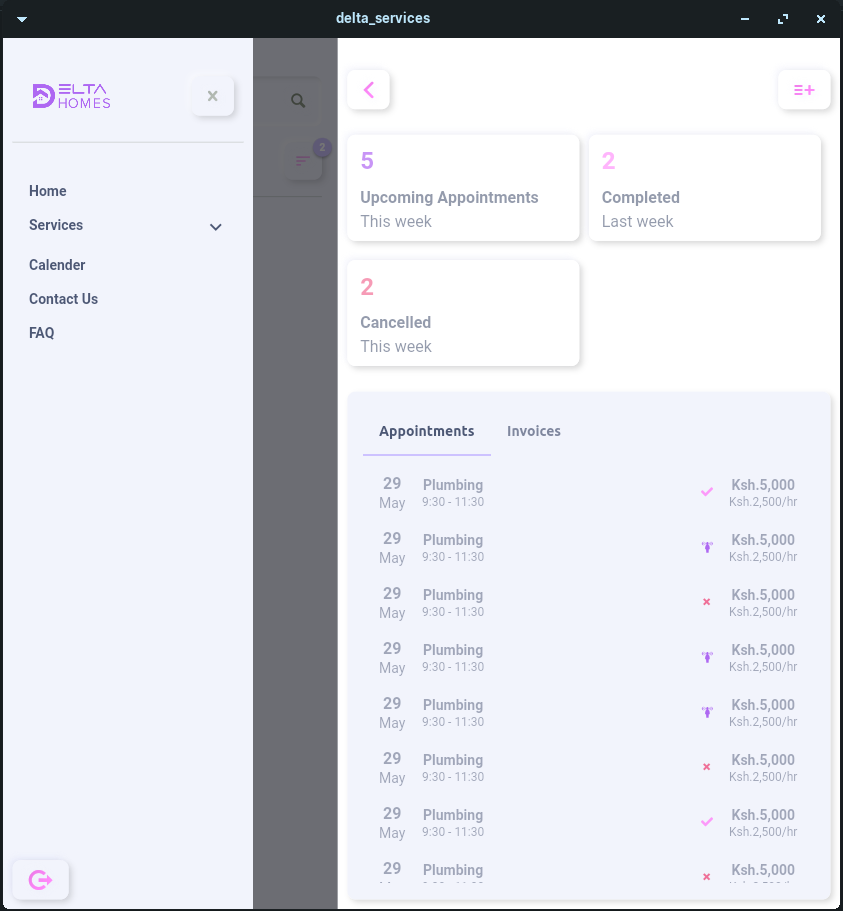 delta_services
DELTA
HOMES
2
Home
Services
Calender
Contact Us
FAQ
5
Upcoming Appointments
This week
2
Completed
Last week
2
Cancelled
This week
Appointments Invoices
29 Plumbing Ksh.5,000
May 9:30 - 11:30 Ksh.2,500/hr
29 Plumbing Ksh.5,000
May 9:30 - 11:30 Ksh.2,500/hr
29 Plumbing Ksh.5,000
May 9:30 - 11:30 Ksh.2,500/hr
29 Plumbing Ksh.5,000
May 9:30 - 11:30 Ksh.2,500/hr
29 Plumbing Ksh.5,000
May 9:30 - 11:30 Ksh.2,500/hr
29 Plumbing Ksh.5,000
May 9:30 - 11:30 Ksh.2,500/hr
29 Plumbing Ksh.5,000
May 9:30 - 11:30 Ksh.2,500/hr
29 Plumbing Ksh.5,000